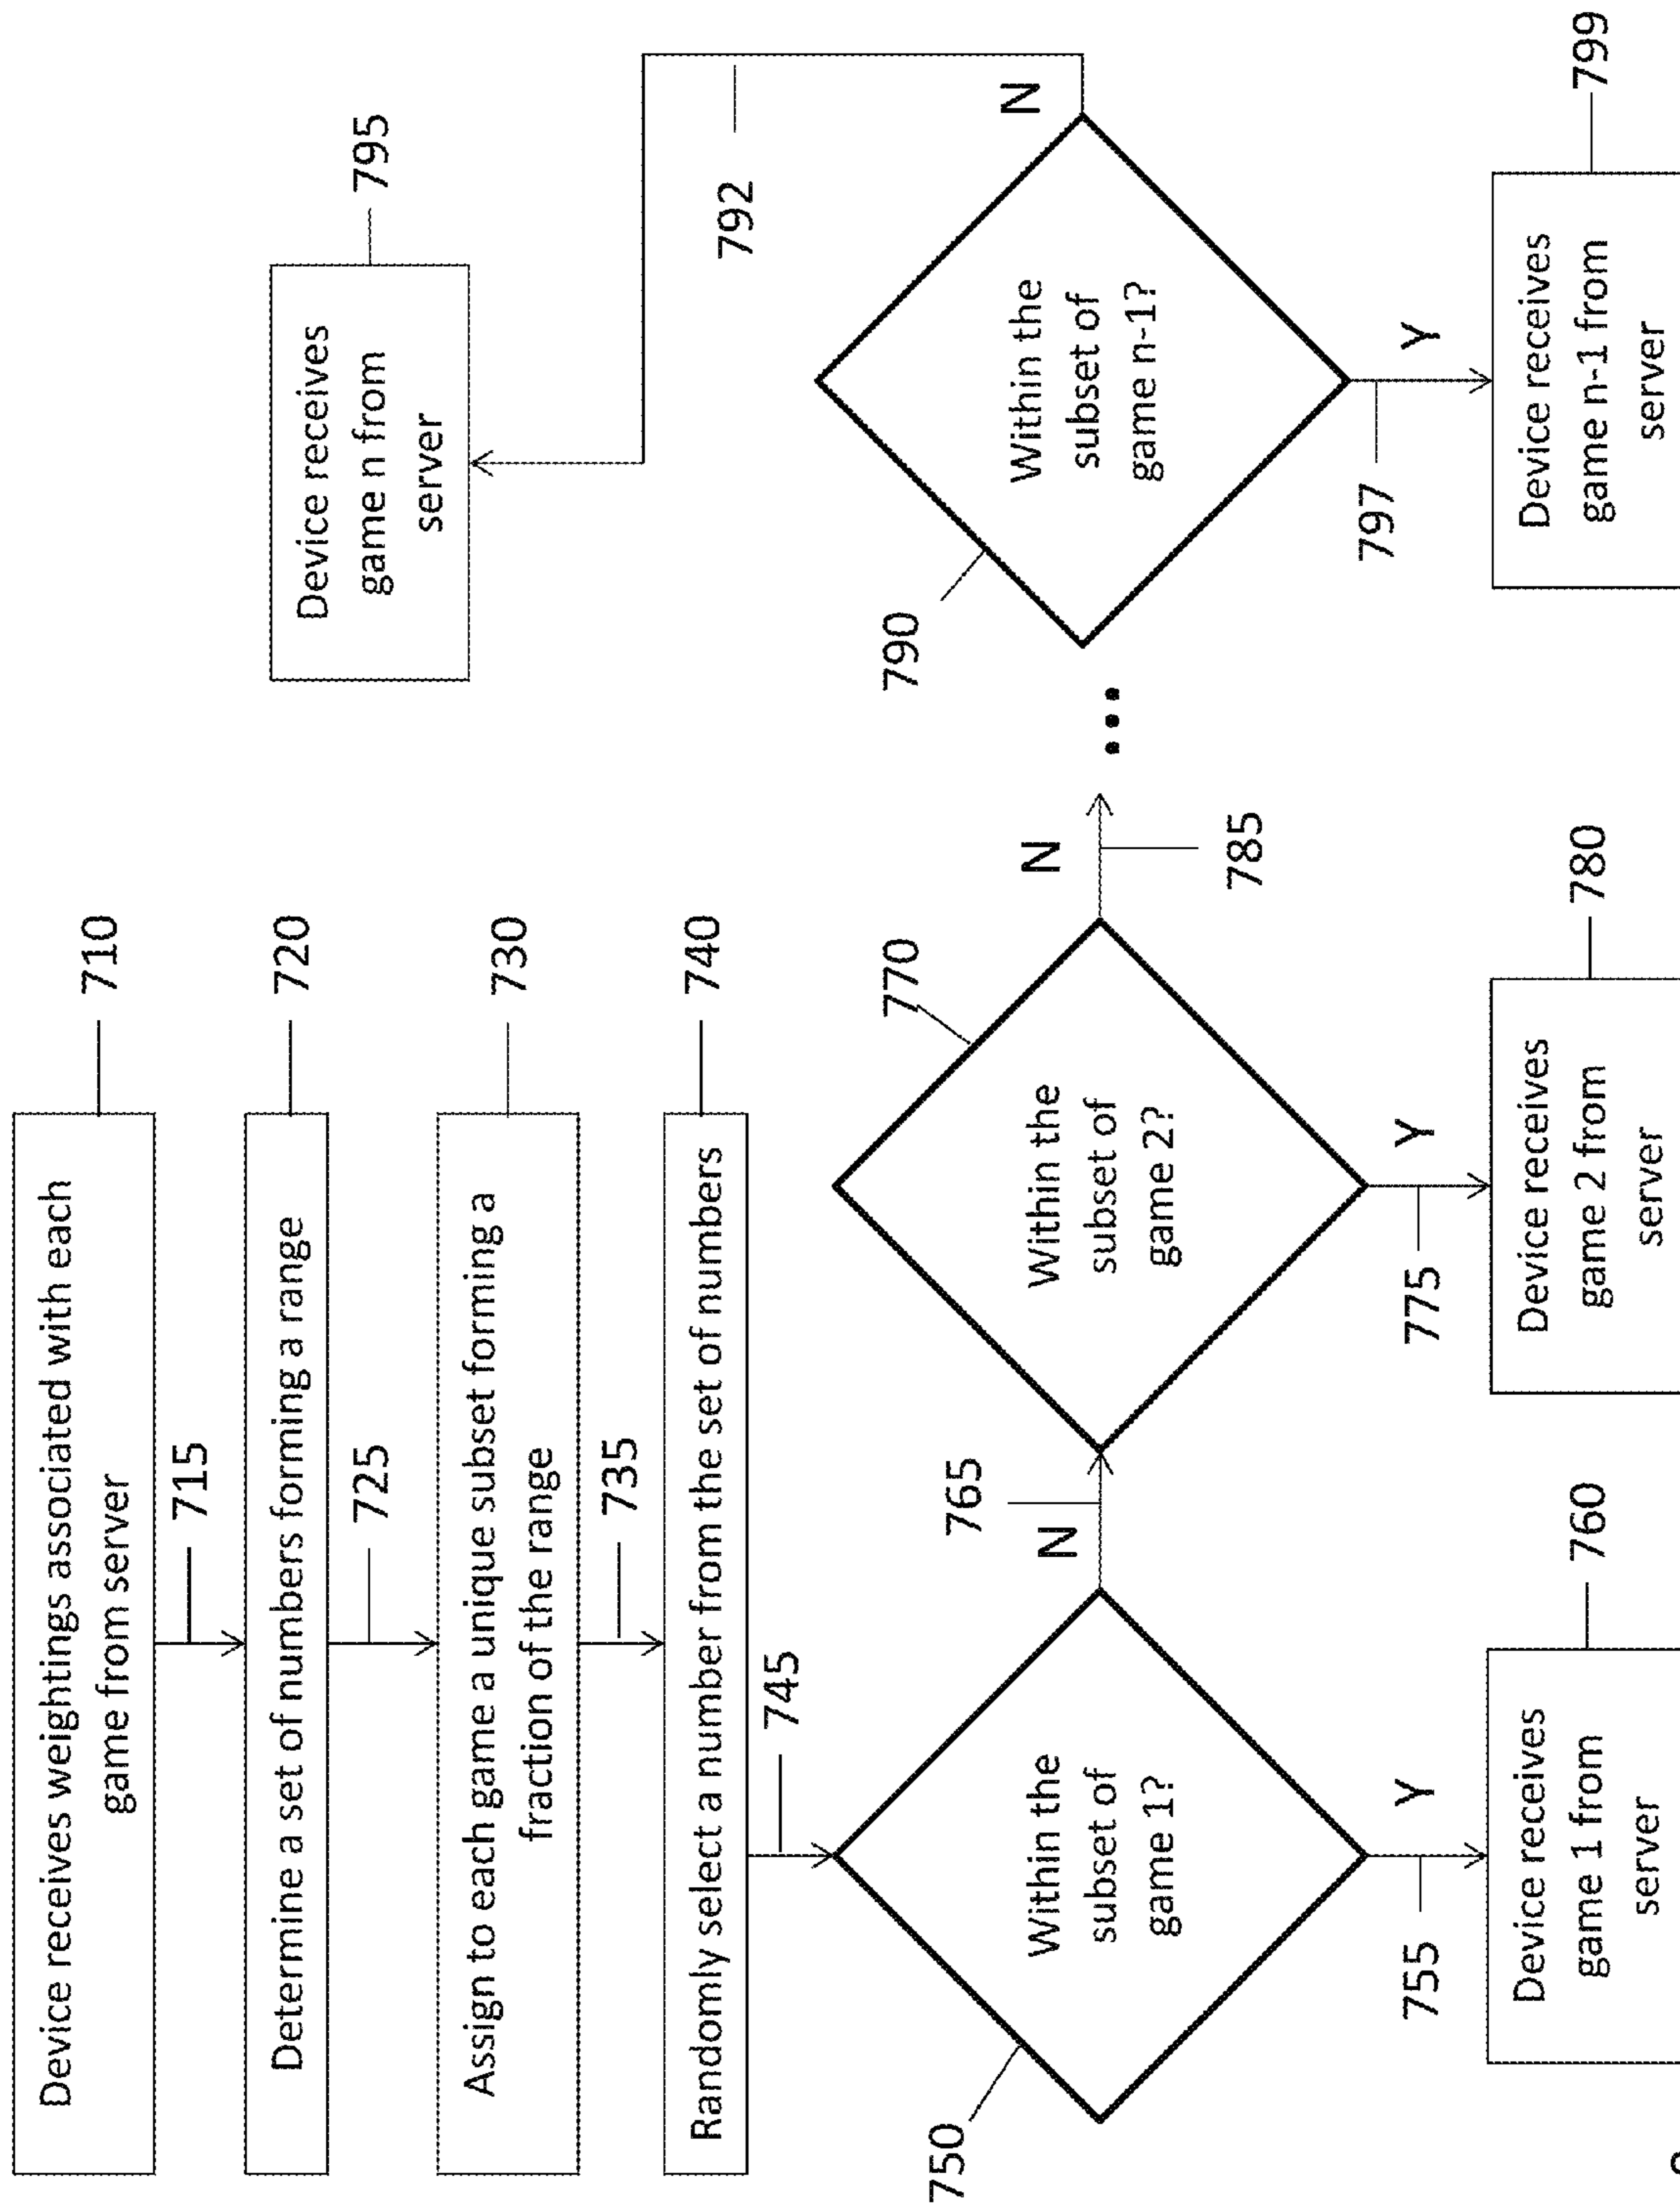 Device receives weightings associated with each
game from server
710
715
Determine a set of numbers forming a range
720
725
Assign to each game a unique subset forming a
fraction of the range
730
735
Randomly select a number from the set of numbers
740
745
750
Within the
subset of
game 1?
N
765
Y
755
Device receives
game 1 from
server
760
770
Within the
subset of
game 2?
N
785
Y
775
Device receives
game 2 from
server
780
...
790
Within the
subset of
game n-1?
N
792
Device receives
game n from
server
795
Y
797
Device receives
game n-1 from
server
799